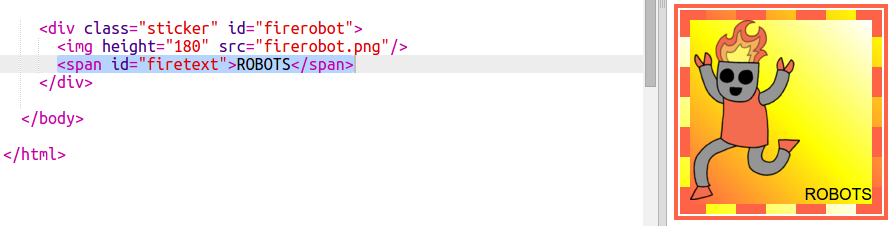 <div class="sticker" id="firerobot">
<img height="180" src="firerobot.png"/>
<span id="firetext">ROBOTS</span>
</div>
</body>
</html>
ROBOTS